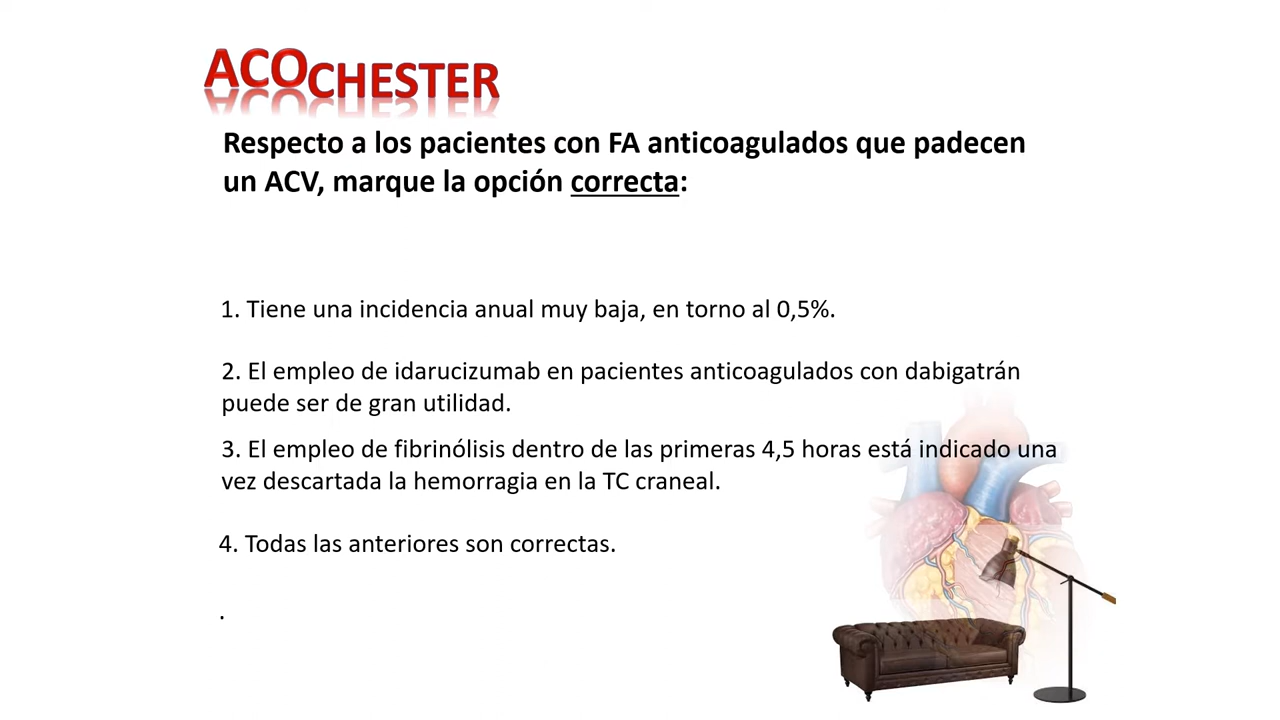 ACOCHESTER
Respecto a los pacientes con FA anticoagulados que padecen
un ACV, marque la opción correcta:
1. Tiene una incidencia anual muy baja, en torno al 0,5%.
2. El empleo de idarucizumab en pacientes anticoagulados con dabigatrán
puede ser de gran utilidad.
3. El empleo de fibrinólisis dentro de las primeras 4,5 horas está indicado una
vez descartada la hemorragia en la TC craneal.
4. Todas las anteriores son correctas.
.